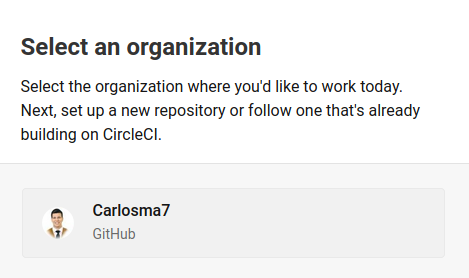 Select an organization
Select the organization where you'd like to work today.
Next, set up a new repository or follow one that's already
building on CircleCI.
Carlosma7
GitHub